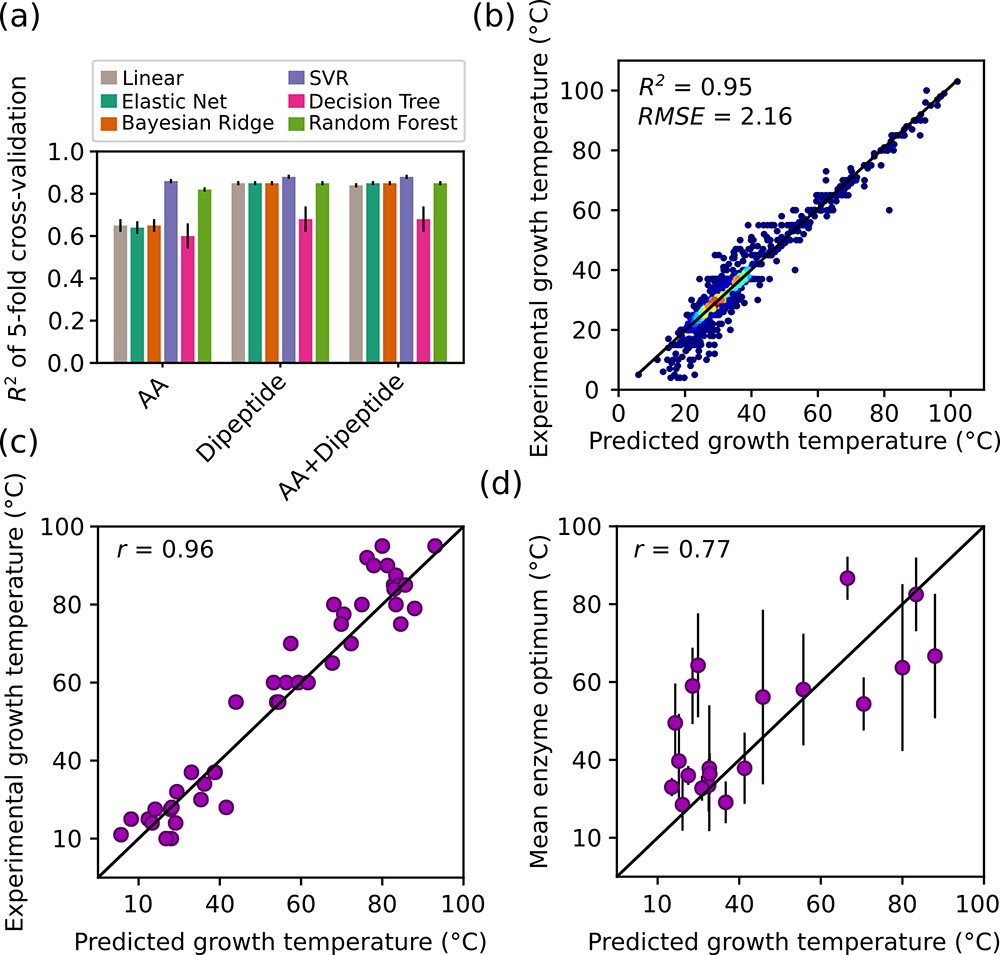 (a)
Linear
Elastic Net
Bayesian Ridge
SVR
Decision Tree
Random Forest
R² of 5-fold cross-validation
1.0
0.8
0.6
0.4
0.2
0.0
AA
Dipeptide
AA+Dipeptide
(b)
R² = 0.95
RMSE = 2.16
Experimental growth temperature (°C)
100
80
60
40
20
0
0 20 40 60 80 100
Predicted growth temperature (°C)
(c)
r = 0.96
Experimental growth temperature (°C)
100
80
60
40
10
10 40 60 80 100
Predicted growth temperature (°C)
(d)
r = 0.77
Mean enzyme optimum (°C)
100
80
60
40
10
10 40 60 80 100
Predicted growth temperature (°C)